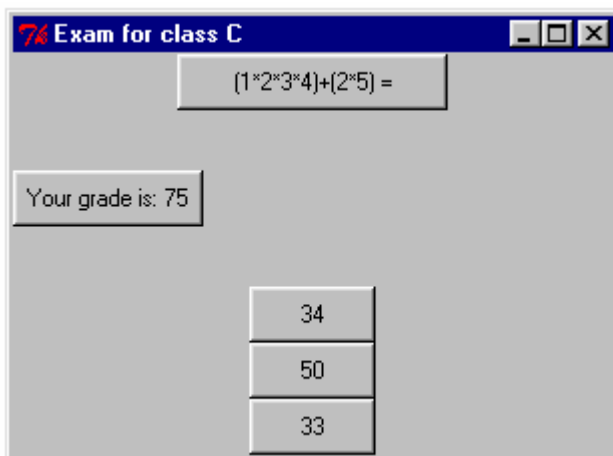 Exam for class C
(1*2*3*4)+(2*5) =
Your grade is: 75
34
50
33